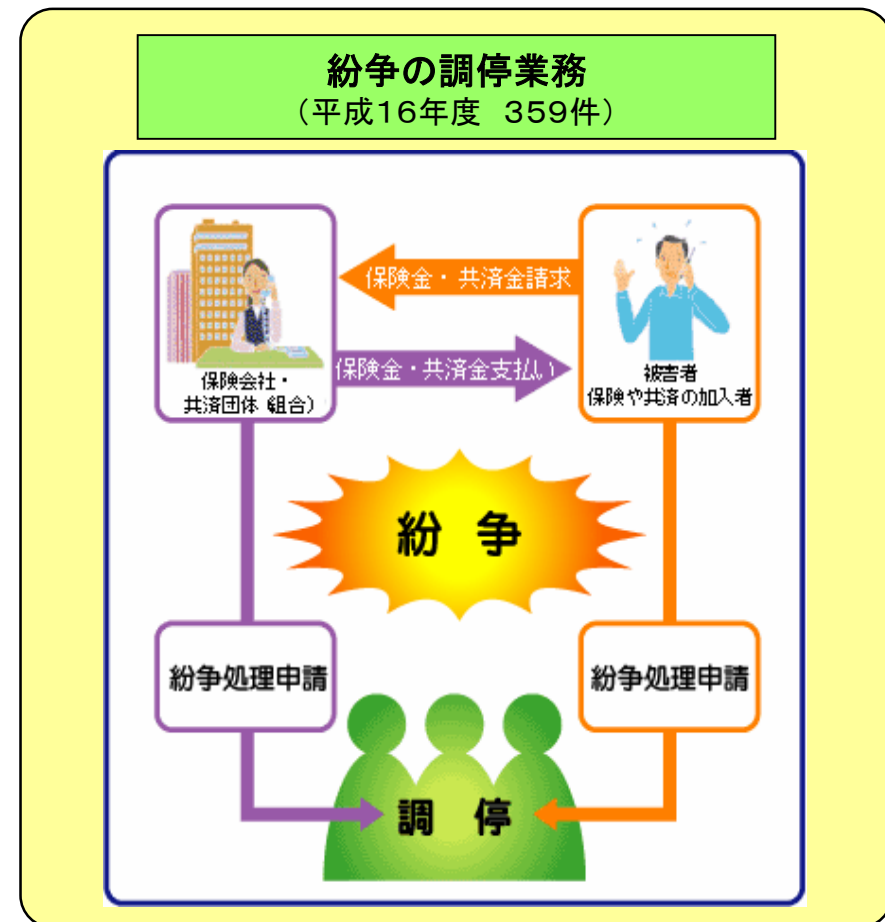 紛争の調停業務
（平成16年度　359件）
保険金・共済金請求
保険会社・
共済団体（組合）
保険金・共済金支払い
被害者
保険や共済の加入者
紛 争
紛争処理申請
紛争処理申請
調 停